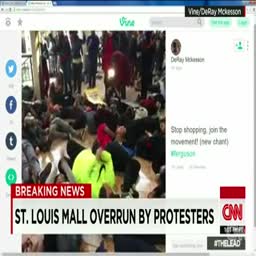 Vine/DeRay Mckesson
Vine
DeRay Mckesson
Stop shopping, join the
movement! (new chant)
#ferguson
BREAKING NEWS
ST. LOUIS MALL OVERRUN BY PROTESTERS
CNN
#THELEAD